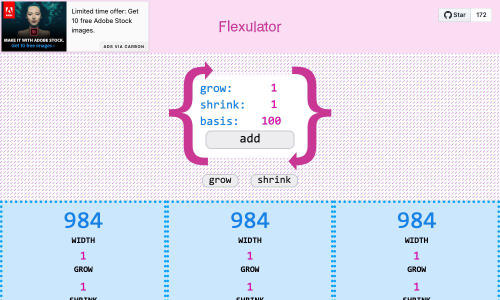 Limited time offer: Get
10 free Adobe Stock
images.
MAKE IT WITH ADOBE STOCK.
Get 10 free images ›
ADS VIA CARBON
Flexulator
Star 172
grow: 1
shrink: 1
basis: 100
add
grow shrink
984 984 984
WIDTH WIDTH WIDTH
1 1 1
GROW GROW GROW
1 1 1
SHRINK SHRINK SHRINK